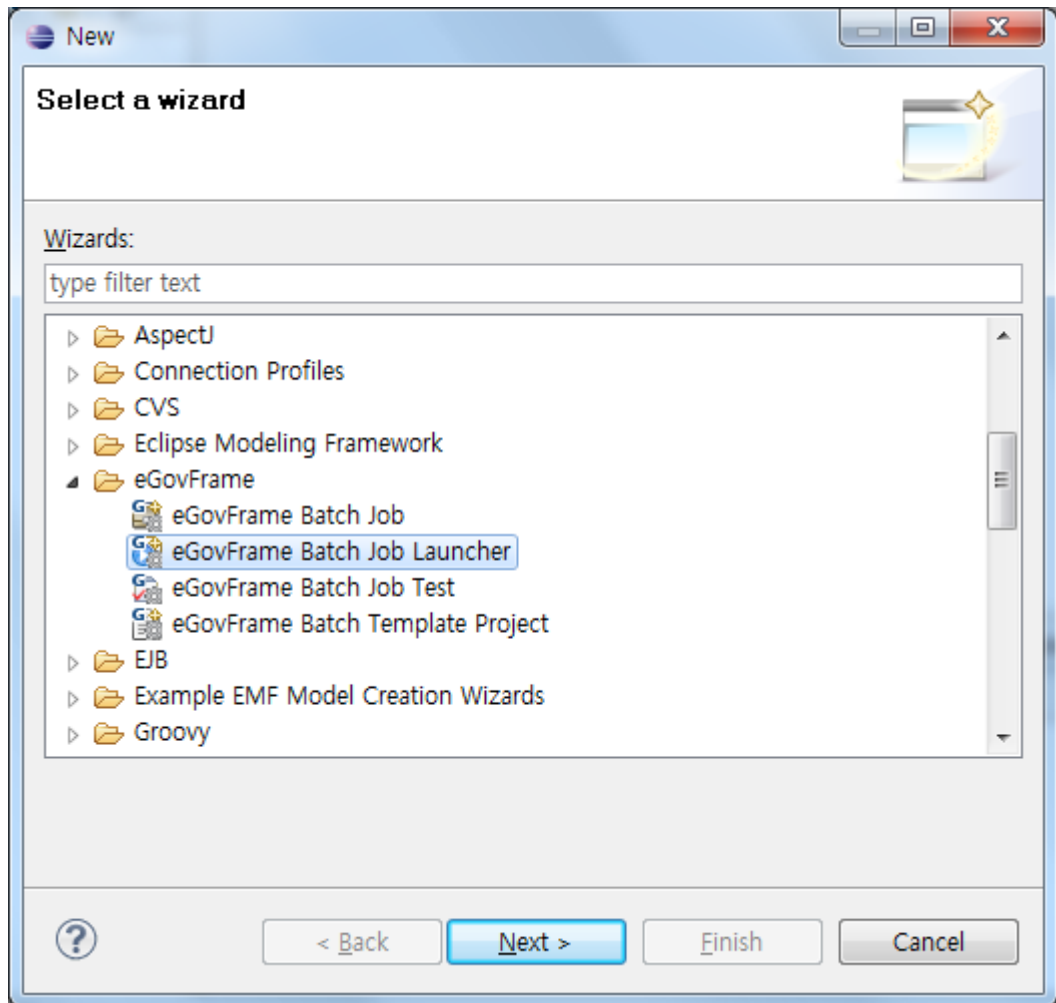 New
Select a wizard
Wizards:
type filter text
AspectJ
Connection Profiles
CVS
Eclipse Modeling Framework
eGovFrame
eGovFrame Batch Job
eGovFrame Batch Job Launcher
eGovFrame Batch Job Test
eGovFrame Batch Template Project
EJB
Example EMF Model Creation Wizards
Groovy
< Back Next > Finish Cancel